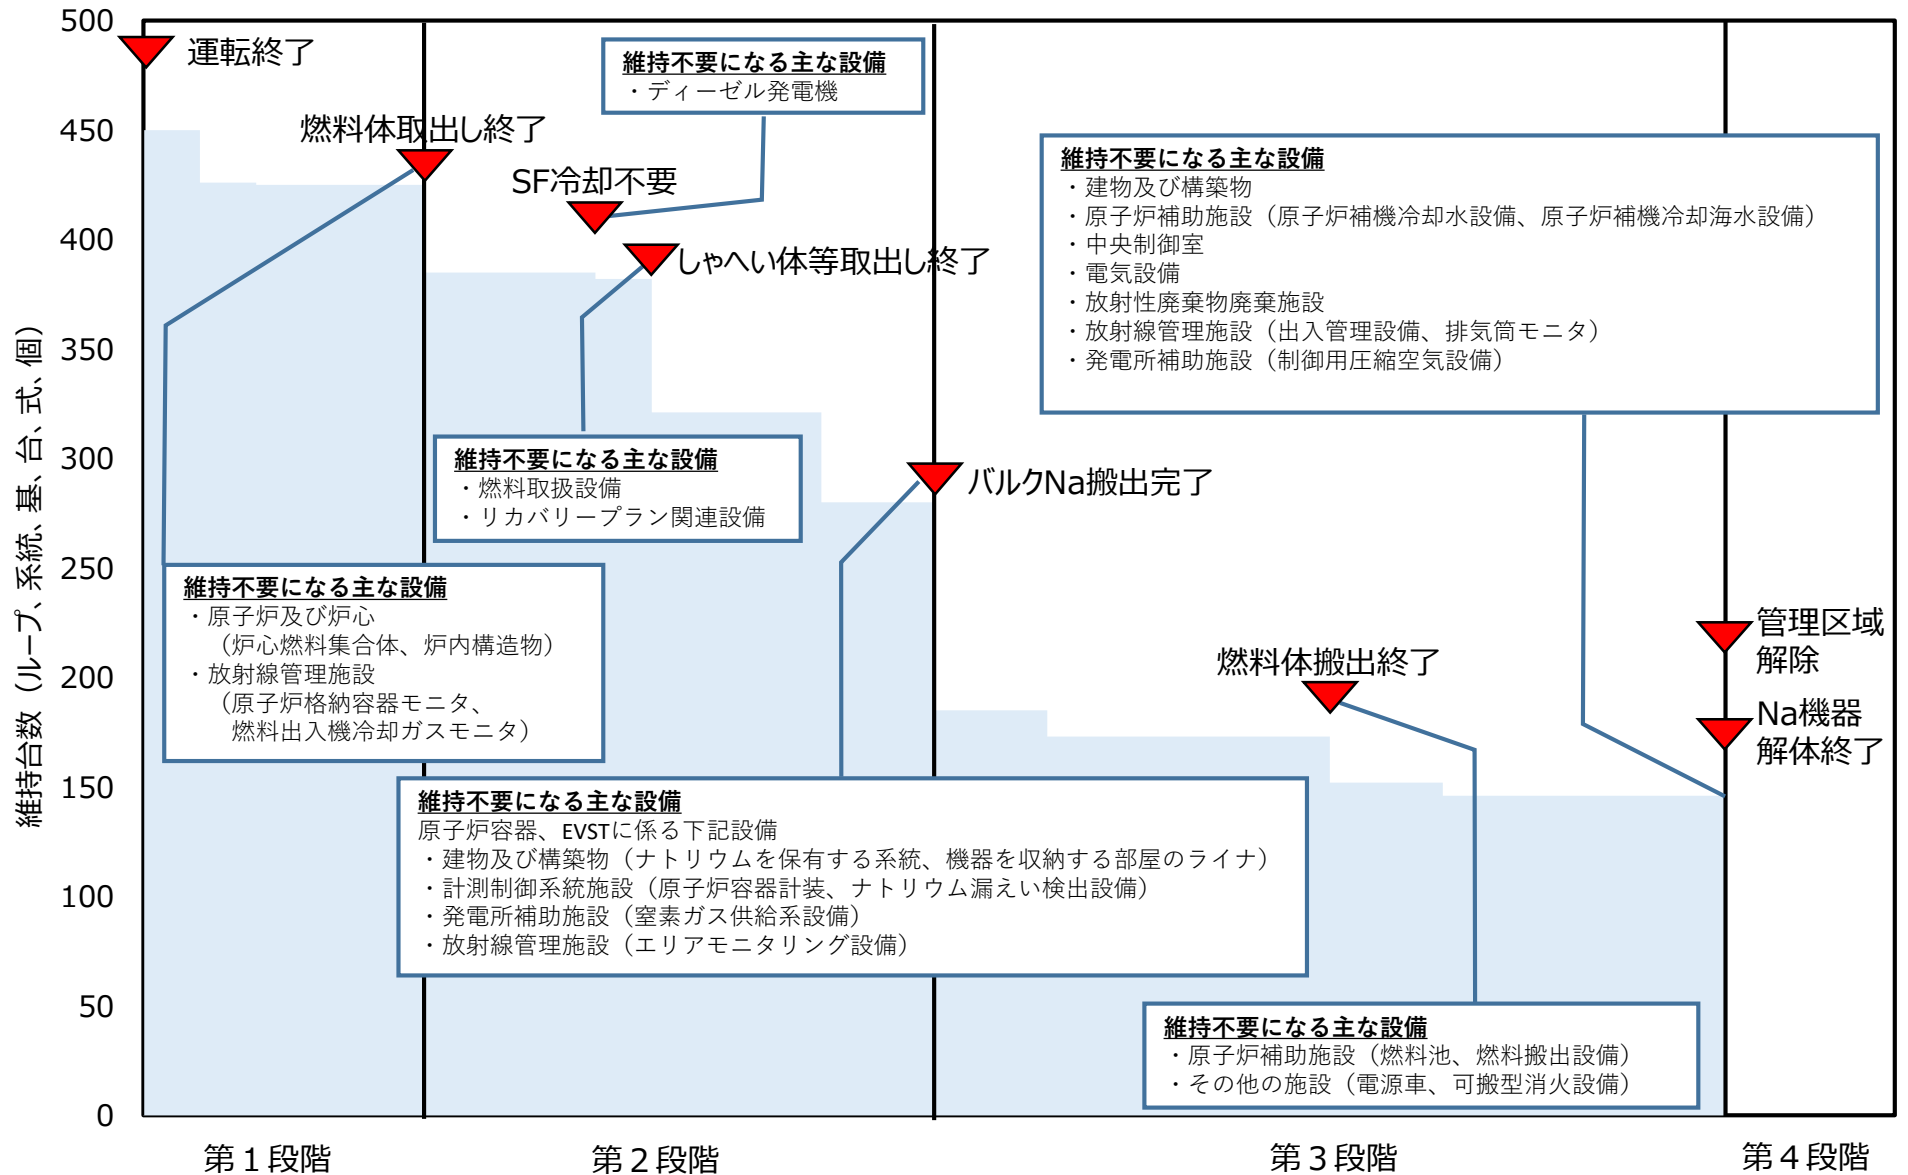 維持台数（ループ、系統、基、台、式、個）
500
450
400
350
300
250
200
150
100
50
0
運転終了
燃料体取出し終了
SF冷却不要
しゃへい体等取出し終了
バルクNa搬出完了
燃料体搬出終了
管理区域
解除
Na機器
解体終了
維持不要になる主な設備
・ディーゼル発電機
維持不要になる主な設備
・建物及び構築物
・原子炉補助施設（原子炉補機冷却水設備、原子炉補機冷却海水設備）
・中央制御室
・電気設備
・放射性廃棄物廃棄施設
・放射線管理施設（出入管理設備、排気筒モニタ）
・発電所補助施設（制御用圧縮空気設備）
維持不要になる主な設備
・燃料取扱設備
・リカバリープラン関連設備
維持不要になる主な設備
・原子炉及び炉心
（炉心燃料集合体、炉内構造物）
・放射線管理施設
（原子炉格納容器モニタ、
燃料出入機冷却ガスモニタ）
維持不要になる主な設備
原子炉容器、EVSTに係る下記設備
・建物及び構築物（ナトリウムを保有する系統、機器を収納する部屋のライナ）
・計測制御系統施設（原子炉容器計装、ナトリウム漏えい検出設備）
・発電所補助施設（窒素ガス供給系設備）
・放射線管理施設（エリアモニタリング設備）
維持不要になる主な設備
・原子炉補助施設（燃料池、燃料搬出設備）
・その他の施設（電源車、可搬型消火設備）
第１段階
第２段階
第３段階
第４段階